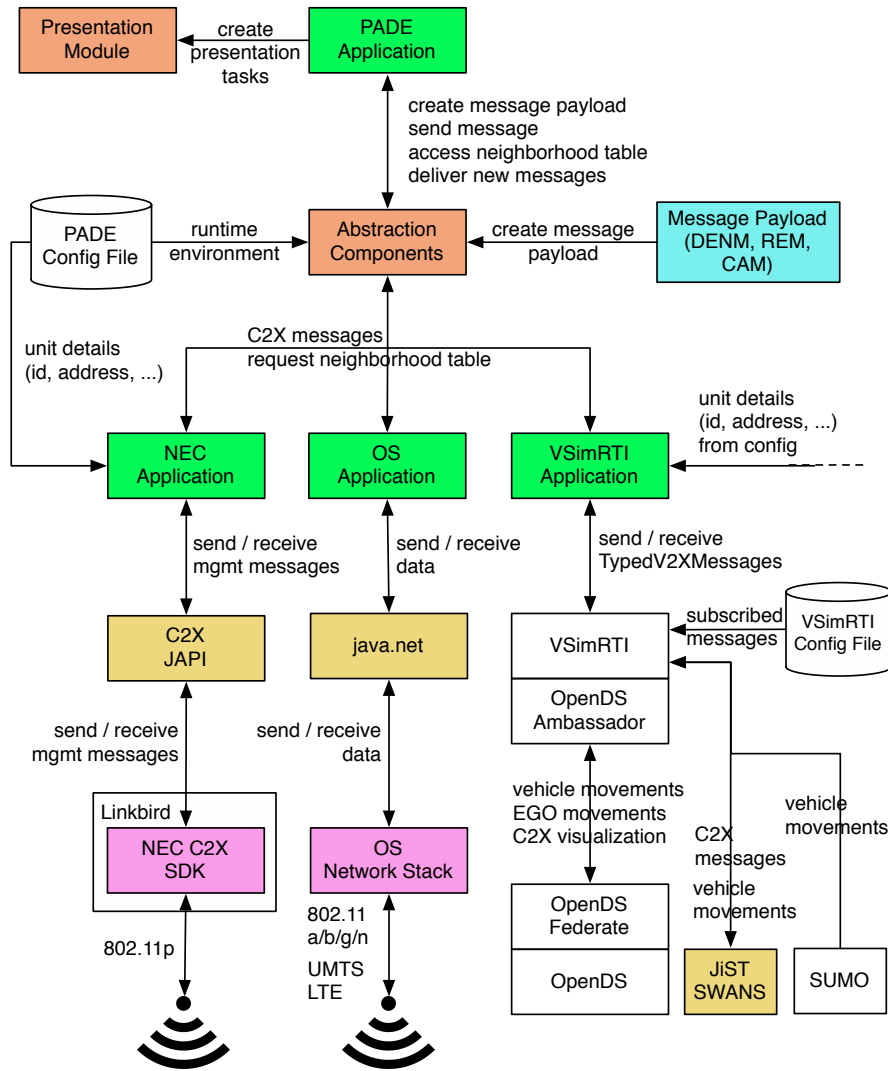 Presentation
Module
create
presentation
tasks
PADE
Application
create message payload
send message
access neighborhood table
deliver new messages
PADE
Config File
runtime
environment
Abstraction
Components
create message
payload
Message Payload
(DENM, REM,
CAM)
unit details
(id, address, ...)
C2X messages
request neighborhood table
unit details
(id, address, ...)
from config
NEC
Application
OS
Application
VSimRTI
Application
send / receive
mgmt messages
send / receive
data
send / receive
TypedV2XMessages
C2X
JAPI
java.net
VSimRTI
subscribed
messages
VSimRTI
Config File
OpenDS
Ambassador
send / receive
mgmt messages
send / receive
data
vehicle movements
EGO movements
C2X visualization
vehicle
movements
Linkbird
NEC C2X
SDK
OS
Network Stack
C2X
messages
vehicle
movements
802.11p
802.11
a/b/g/n
UMTS
LTE
OpenDS
Federate
OpenDS
JiST
SWANS
SUMO